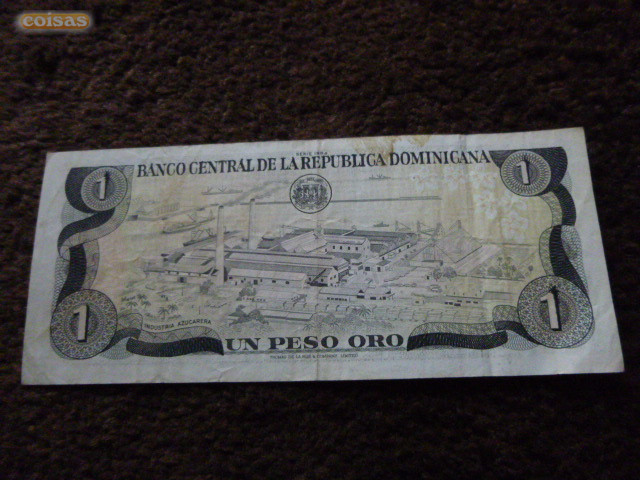 coisas
BANCO CENTRAL DE LA REPUBLICA DOMINICANA
1
1
1
1
INDUSTRIA AZUCARERA
UN PESO ORO